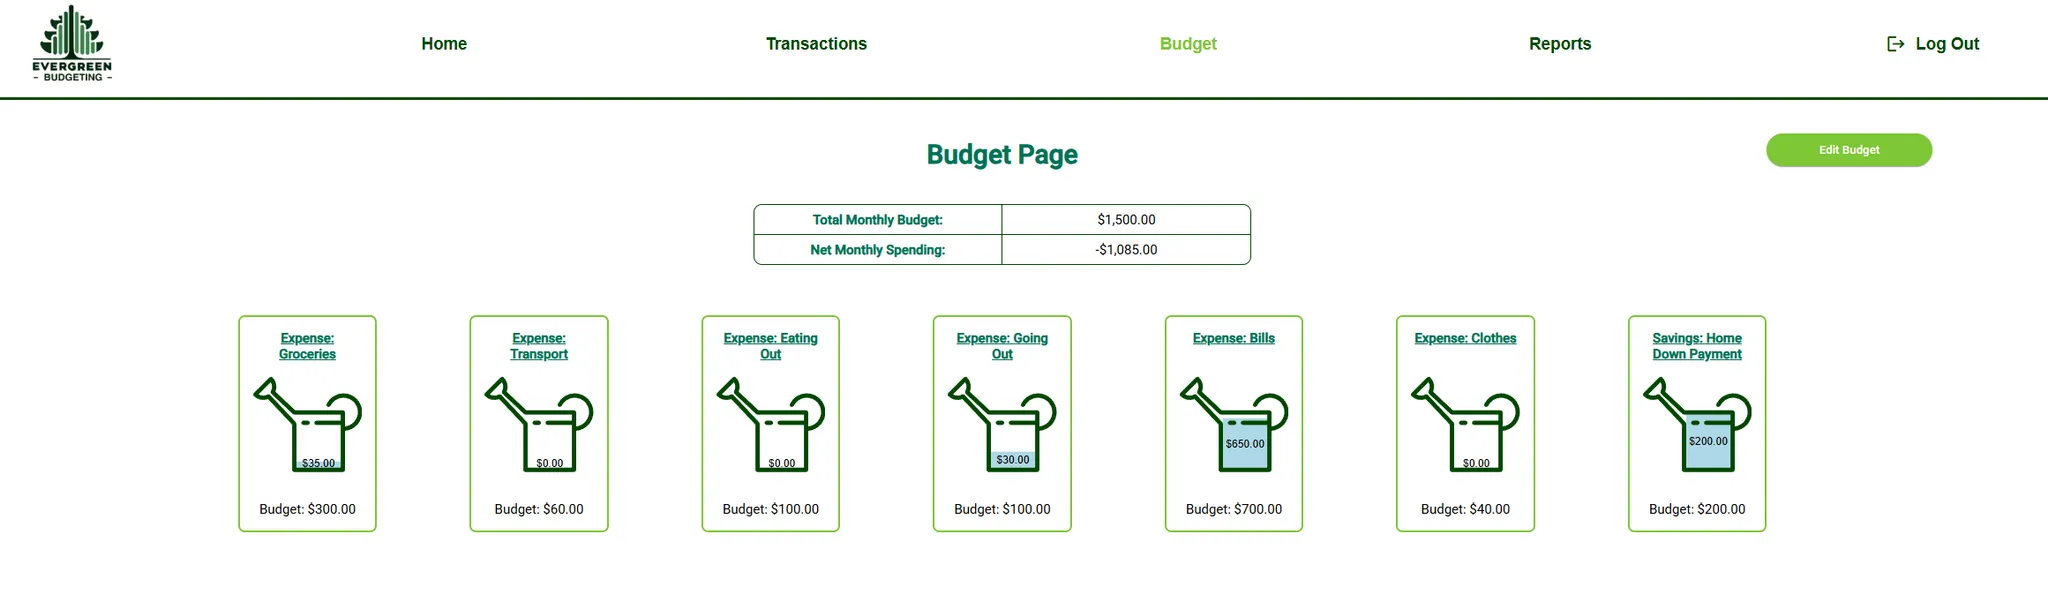 EVERGREEN
- BUDGETING -
Home
Transactions
Budget
Reports
Log Out
Budget Page
Edit Budget
Total Monthly Budget:
$1,500.00
Net Monthly Spending:
-$1,085.00
Expense:
Groceries
$35.00
Budget: $300.00
Expense:
Transport
$0.00
Budget: $60.00
Expense: Eating
Out
$0.00
Budget: $100.00
Expense: Going
Out
$30.00
Budget: $100.00
Expense: Bills
$650.00
Budget: $700.00
Expense: Clothes
$0.00
Budget: $40.00
Savings: Home
Down Payment
$200.00
Budget: $200.00